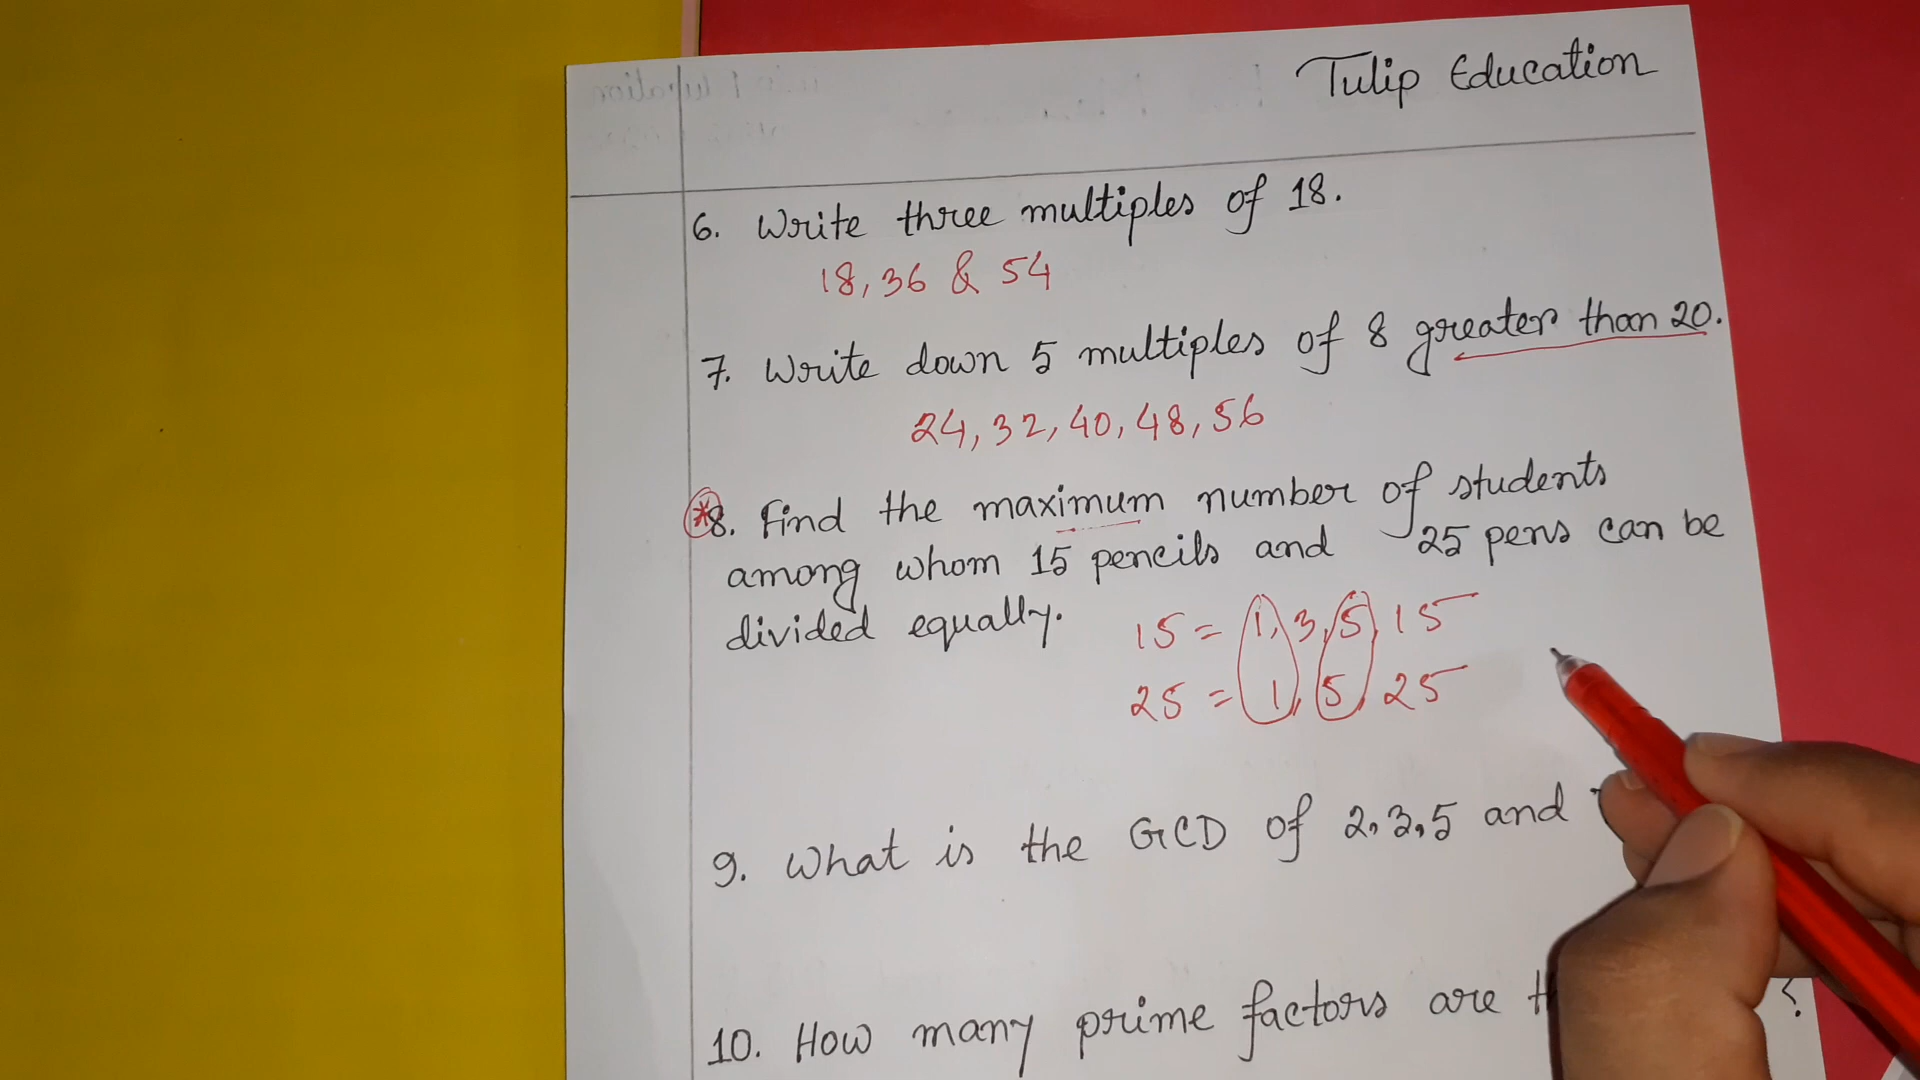 Tulip Education
6. Write three multiples of 18.
18, 36 & 54
7. Write down 5 multiples of 8 greater than 20.
24, 32, 40, 48, 56
*8. Find the maximum number of students
among whom 15 pencils and 25 pens can be
divided equally.
15 = 1, 3, 5, 15
25 = 1, 5, 25
9. What is the GCD of 2, 3, 5 and
10. How many prime factors are ?